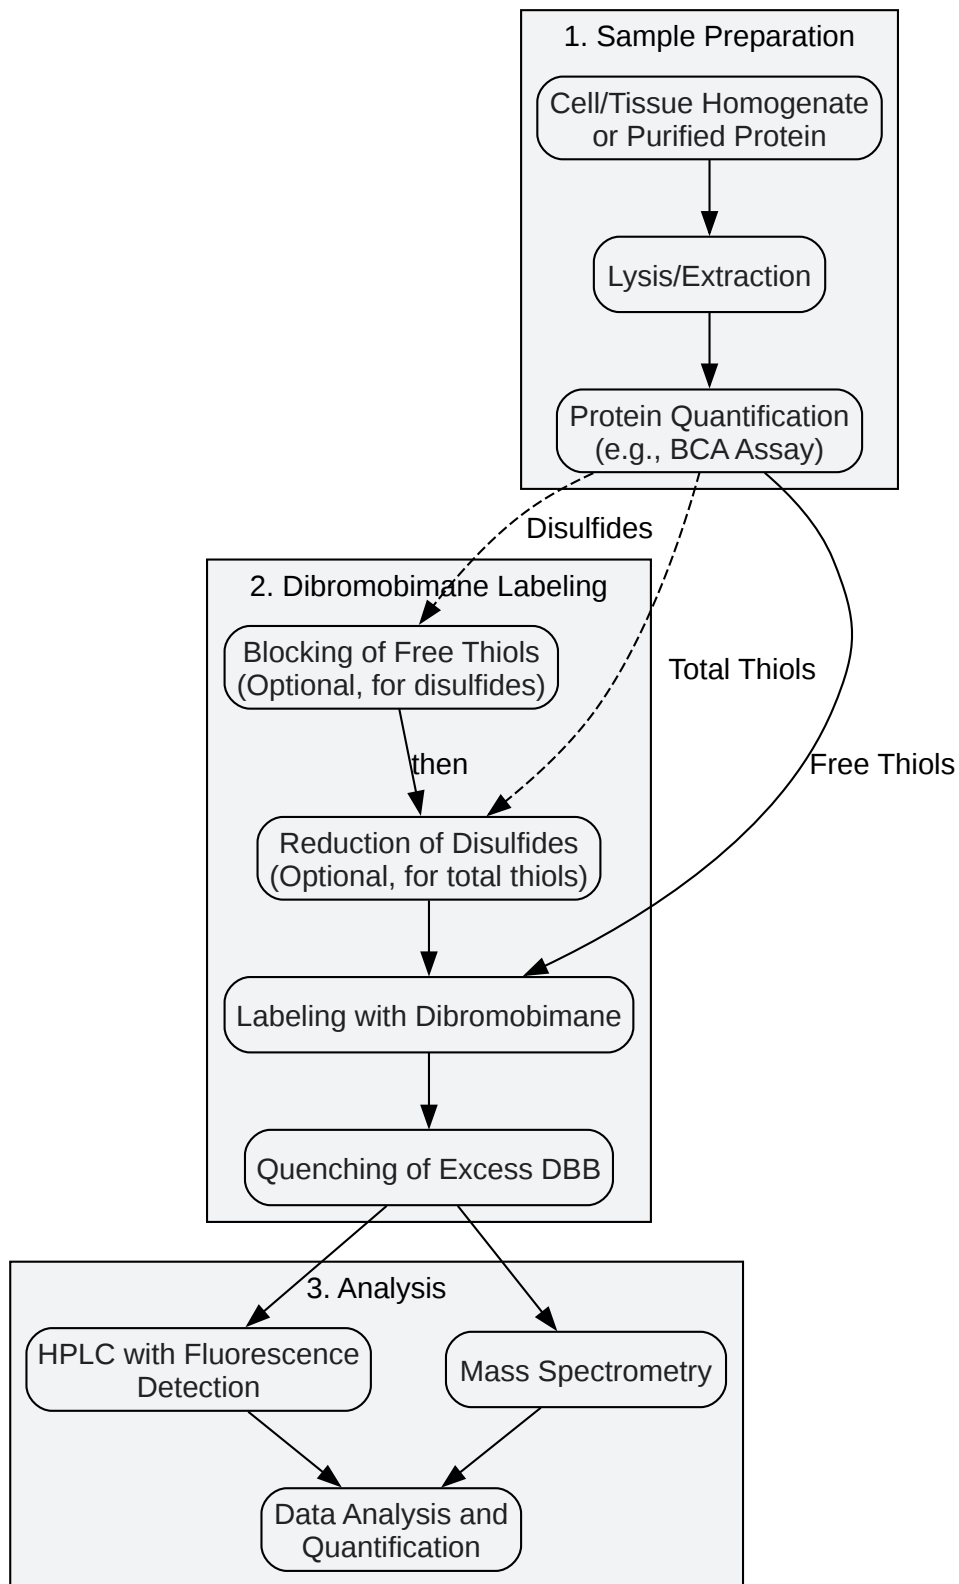 1. Sample Preparation
Cell/Tissue Homogenate
or Purified Protein
Lysis/Extraction
Protein Quantification
(e.g., BCA Assay)
Disulfides
2. Dibromobimane Labeling
Blocking of Free Thiols
(Optional, for disulfides)
Total Thiols
then
Free Thiols
Reduction of Disulfides
(Optional, for total thiols)
Labeling with Dibromobimane
Quenching of Excess DBB
3. Analysis
HPLC with Fluorescence
Detection
Mass Spectrometry
Data Analysis and
Quantification